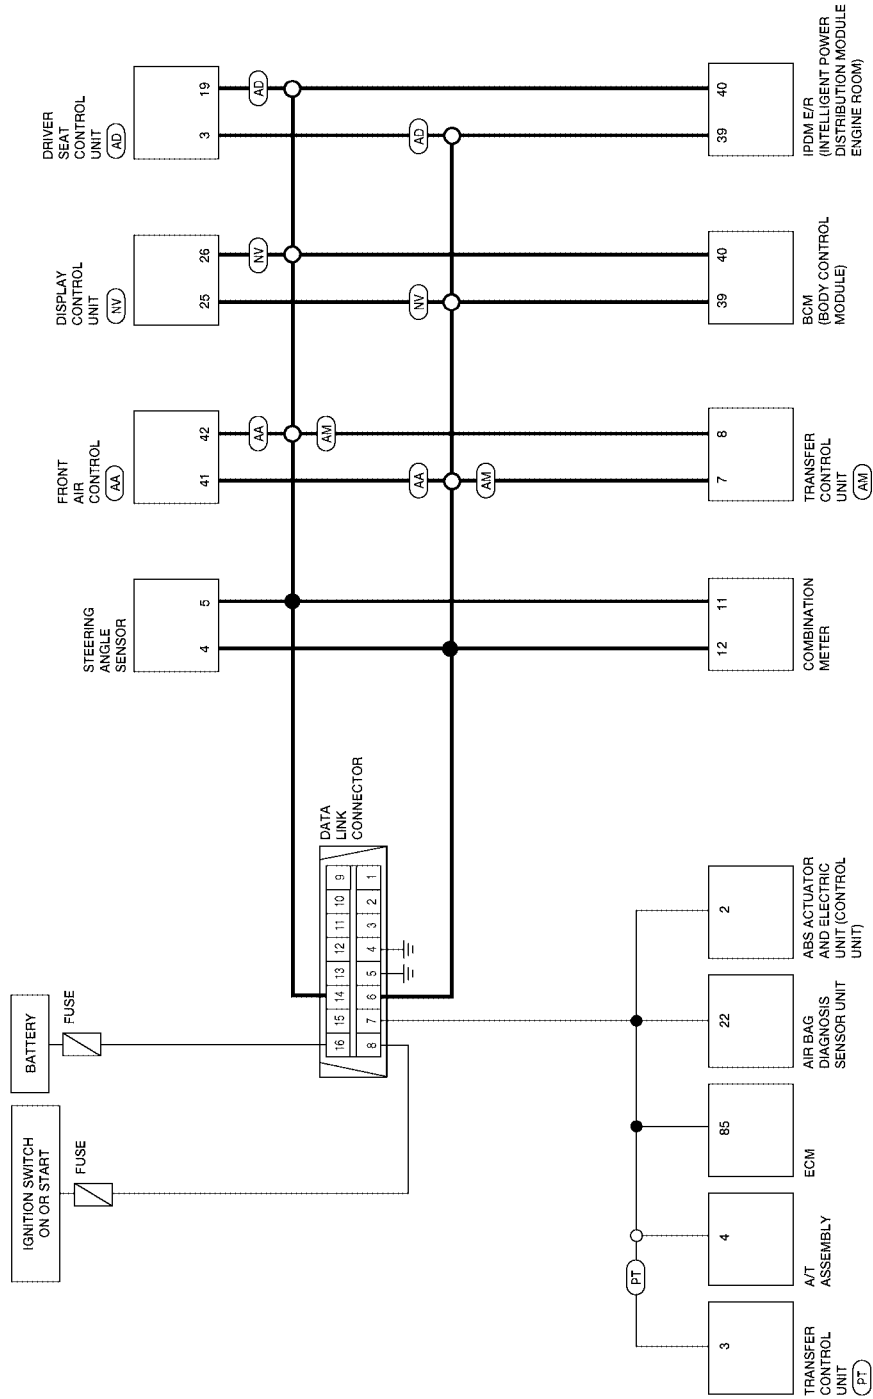 IGNITION SWITCH
ON OR START
BATTERY
FUSE
FUSE
DATA
LINK
CONNECTOR
16 15 14 13 12 11 10 9
8 7 6 5 4 3 2 1
STEERING
ANGLE
SENSOR
4 5
FRONT
AIR
CONTROL
AA
41 42
AA
AM
AA
AM
DISPLAY
CONTROL
UNIT
NV
25 26
NV
NV
DRIVER
SEAT
CONTROL
UNIT
AD
3 19
AD
AD
PT
3
TRANSFER
CONTROL
UNIT
PT
4
A/T
ASSEMBLY
85
ECM
22
AIR BAG
DIAGNOSIS
SENSOR UNIT
2
ABS ACTUATOR
AND ELECTRIC
UNIT (CONTROL
UNIT)
12 11
COMBINATION
METER
7 8
TRANSFER
CONTROL
UNIT
AM
39 40
BCM
(BODY CONTROL
MODULE)
39 40
IPDM E/R
(INTELLIGENT POWER
DISTRIBUTION MODULE
ENGINE ROOM)